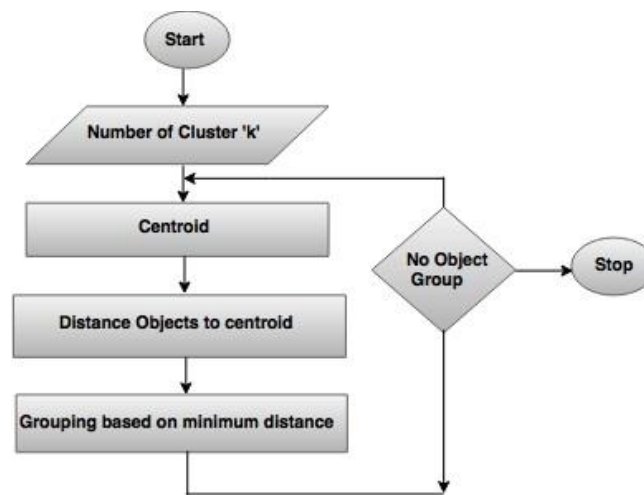 Start
Number of Cluster 'k'
Centroid
Distance Objects to centroid
Grouping based on minimum distance
No Object
Group
Stop